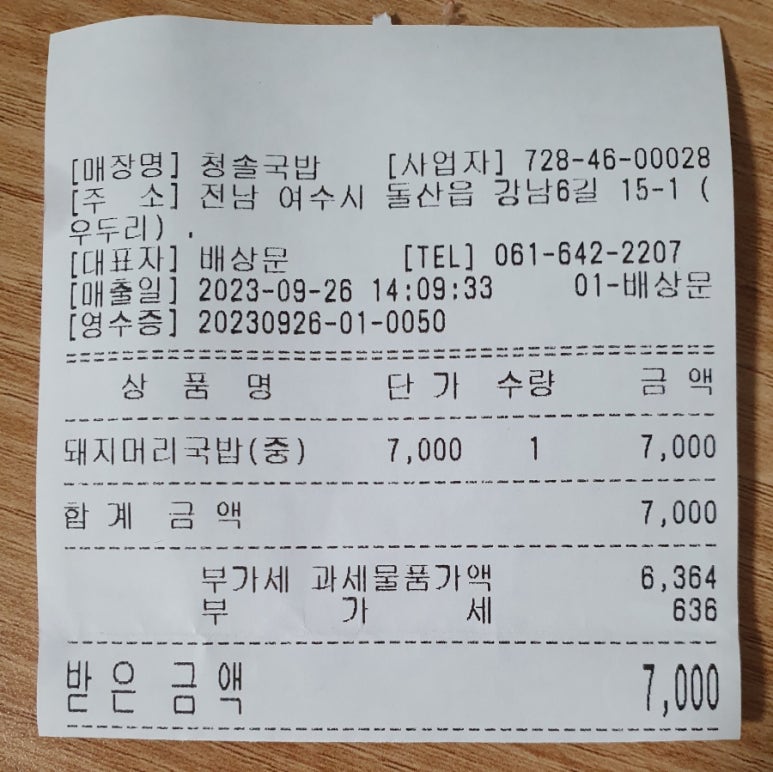 [매장명] 청솔국밥 [사업자] 728-46-00028
[주 소] 전남 여수시 돌산읍 강남6길 15-1 (
우두리) .
[대표자] 배상문 [TEL] 061-642-2207
[매출일] 2023-09-26 14:09:33 01-배상문
[영수증] 20230926-01-0050
상 품 명 단 가 수량 금 액
돼지머리국밥(중) 7,000 1 7,000
합 계 금 액 7,000
부가세 과세물품가액 6,364
부 가 세 636
받 은 금 액 7,000